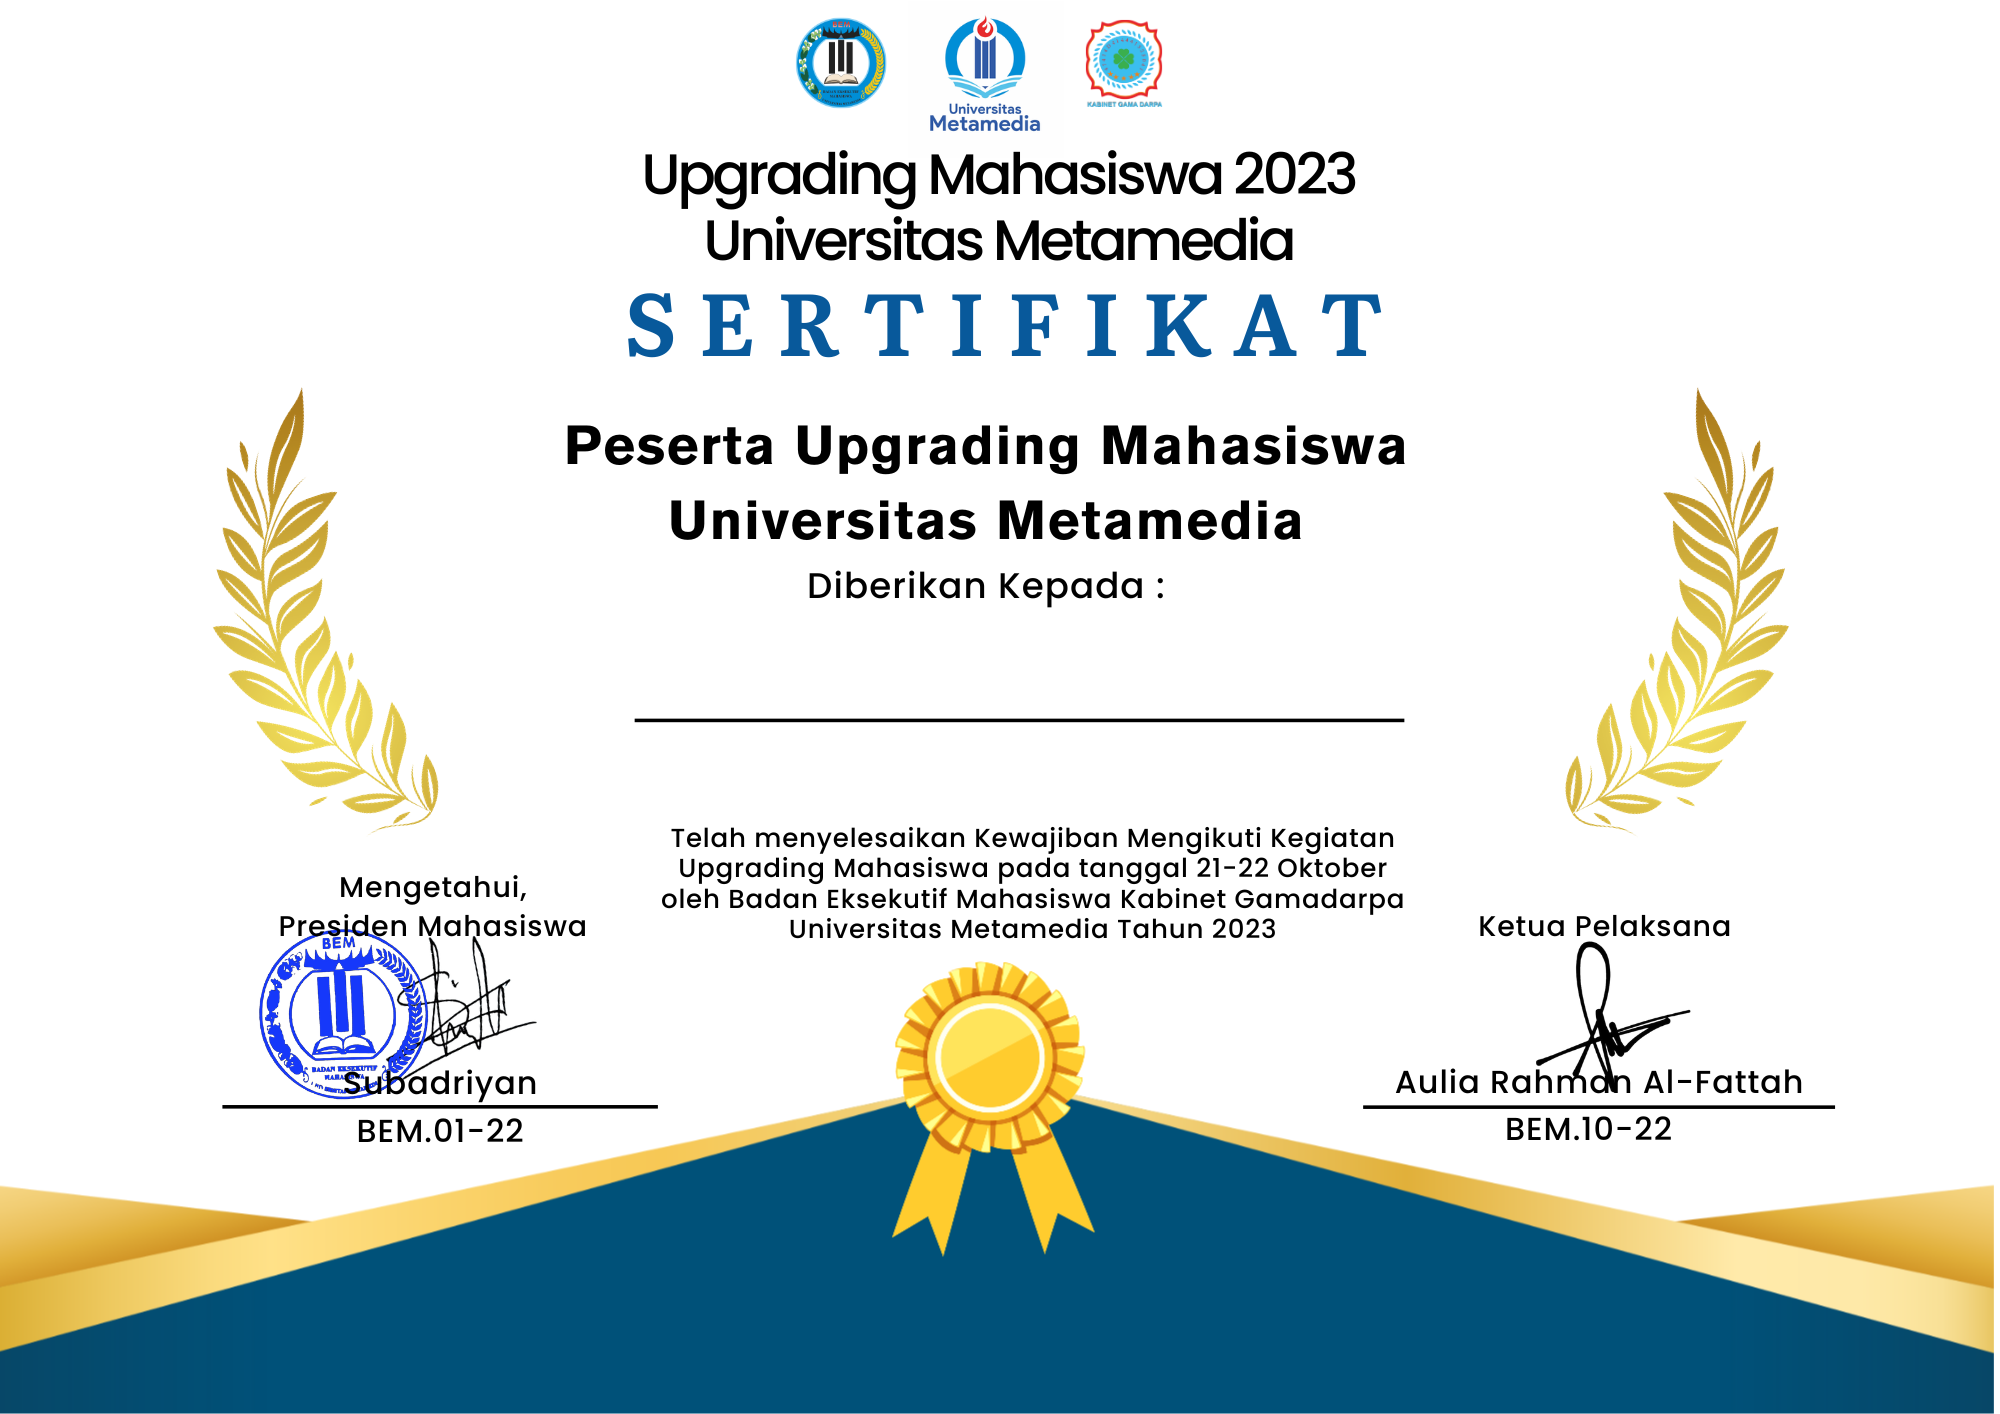 BEM
Universitas
Metamedia
KABINET GAMA DARPA
Upgrading Mahasiswa 2023
Universitas Metamedia
SERTIFIKAT
Peserta Upgrading Mahasiswa
Universitas Metamedia
Diberikan Kepada :
Telah menyelesaikan Kewajiban Mengikuti Kegiatan
Upgrading Mahasiswa pada tanggal 21-22 Oktober
oleh Badan Eksekutif Mahasiswa Kabinet Gamadarpa
Universitas Metamedia Tahun 2023
Mengetahui,
Presiden Mahasiswa
BEM
BADAN EKSEKUTIF
MAHASISWA
Subadriyan
BEM.01-22
Ketua Pelaksana
Aulia Rahman Al-Fattah
BEM.10-22